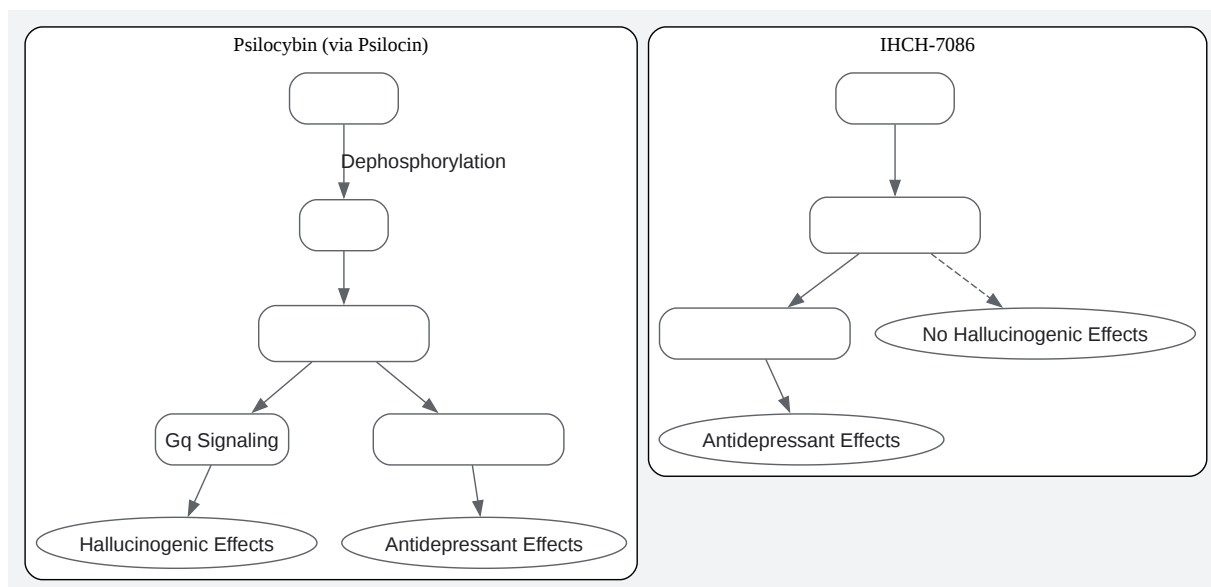 Psilocybin (via Psilocin)
Dephosphorylation
Gq Signaling
Hallucinogenic Effects
Antidepressant Effects
IHCH-7086
No Hallucinogenic Effects
Antidepressant Effects